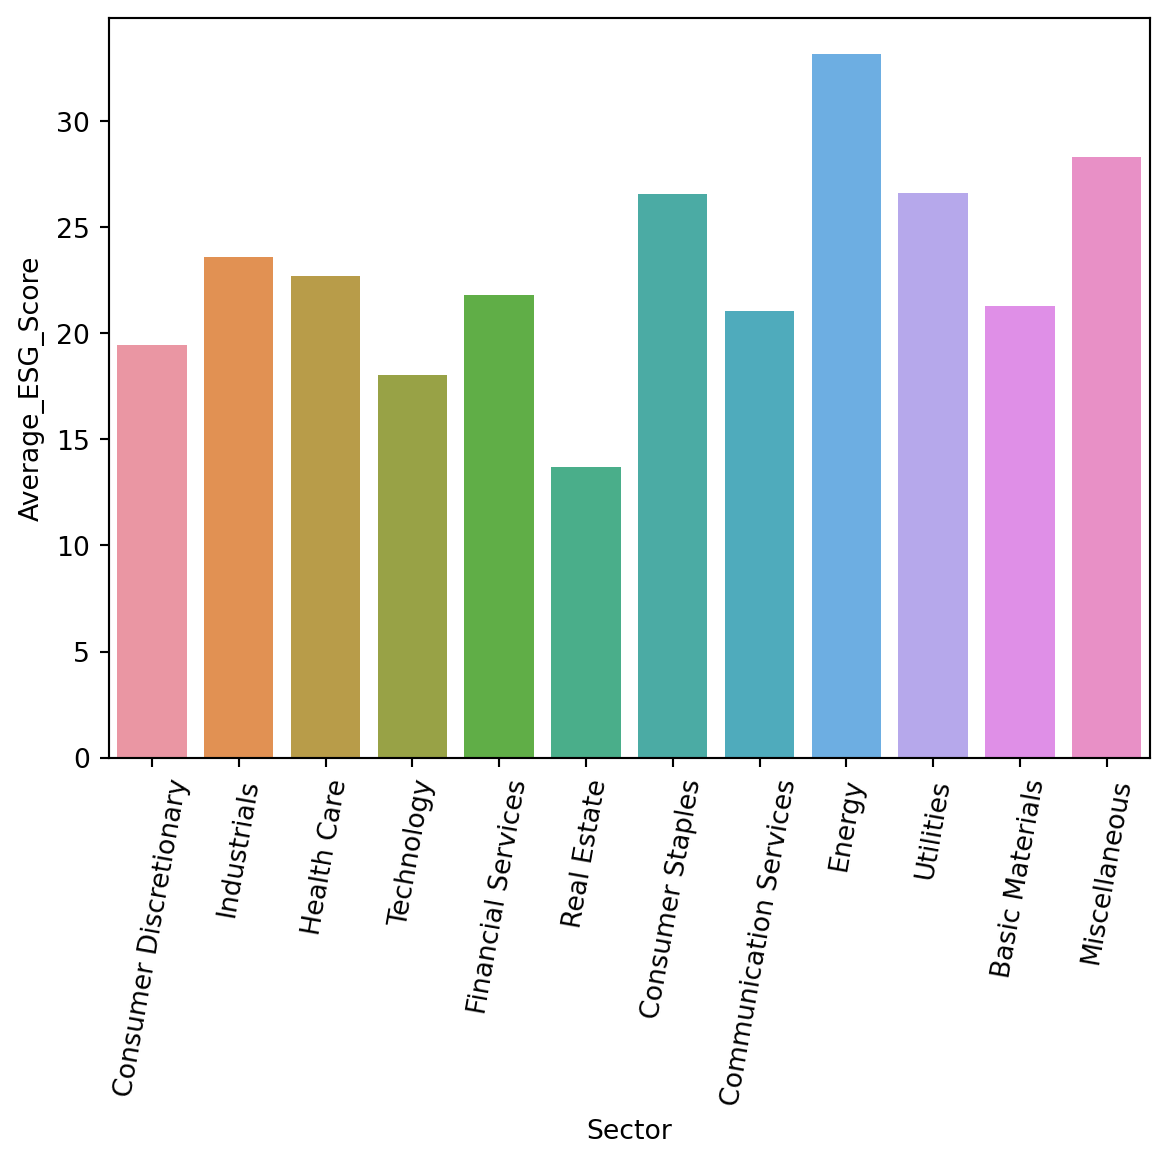 Average_ESG_Score
30
25
20
15
10
5
0
Consumer Discretionary
Industrials
Health Care
Technology
Financial Services
Real Estate
Consumer Staples
Communication Services
Energy
Utilities
Basic Materials
Miscellaneous
Sector